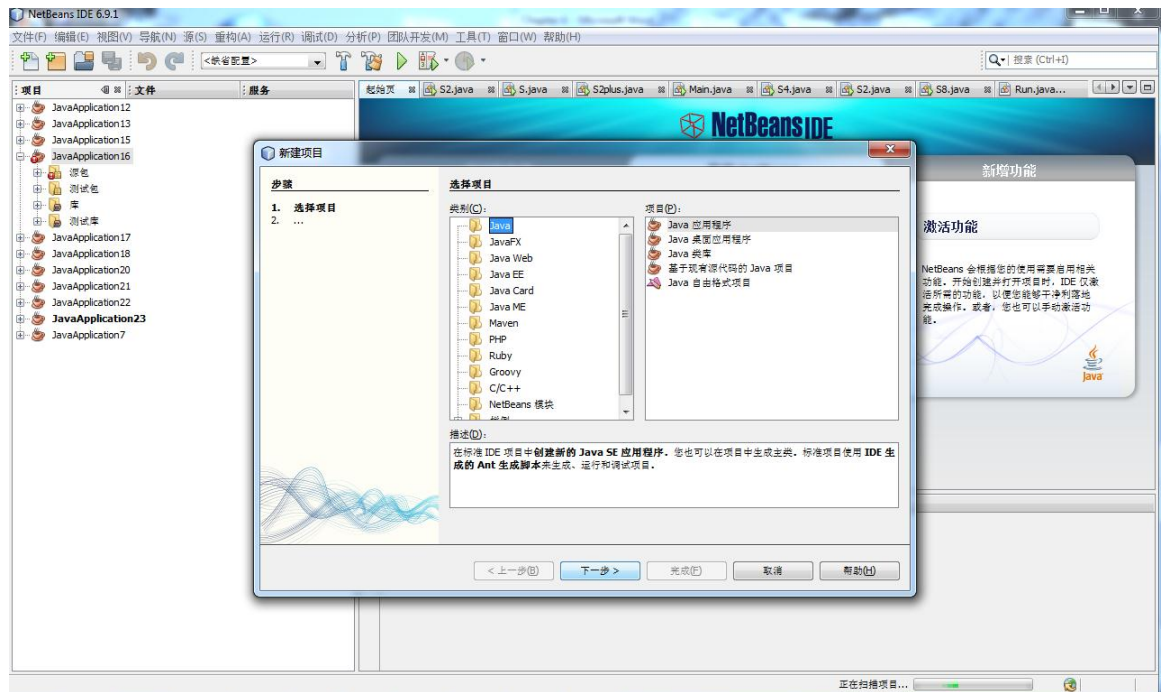 NetBeans IDE 6.9.1
文件(F) 编辑(E) 视图(V) 导航(N) 源(S) 重构(A) 运行(R) 调试(D) 分析(P) 团队开发(M) 工具(T) 窗口(W) 帮助(H)
<缺省配置>
搜索 (Ctrl+I)
项目
文件
服务
起始页 S2.java S.java S2plus.java Main.java S4.java S2.java S8.java Run.java...
JavaApplication12
JavaApplication13
JavaApplication15
JavaApplication16
源包
测试包
库
测试库
JavaApplication17
JavaApplication18
JavaApplication20
JavaApplication21
JavaApplication22
JavaApplication23
JavaApplication7
NetBeans IDE
新建项目
步骤
1. 选择项目
2. ...
选择项目
类别(C):
Java
JavaFX
Java Web
Java EE
Java Card
Java ME
Maven
PHP
Ruby
Groovy
C/C++
NetBeans 模块
项目(P):
Java 应用程序
Java 桌面应用程序
Java 类库
基于现有源代码的 Java 项目
Java 自由格式项目
描述(D):
在标准 IDE 项目中创建新的 Java SE 应用程序。您也可以在项目中生成主类。标准项目使用 IDE 生
成的 Ant 生成脚本来生成、运行和调试项目。
< 上一步(B) 下一步 > 完成(F) 取消 帮助(H)
新增功能
激活功能
NetBeans 会根据您的使用需要启用相关
功能。开始创建并打开项目时，IDE 仅激
活所需的功能，以便您能够干净利落地
完成操作。或者，您也可以手动激活功
能。
Java
正在扫描项目...